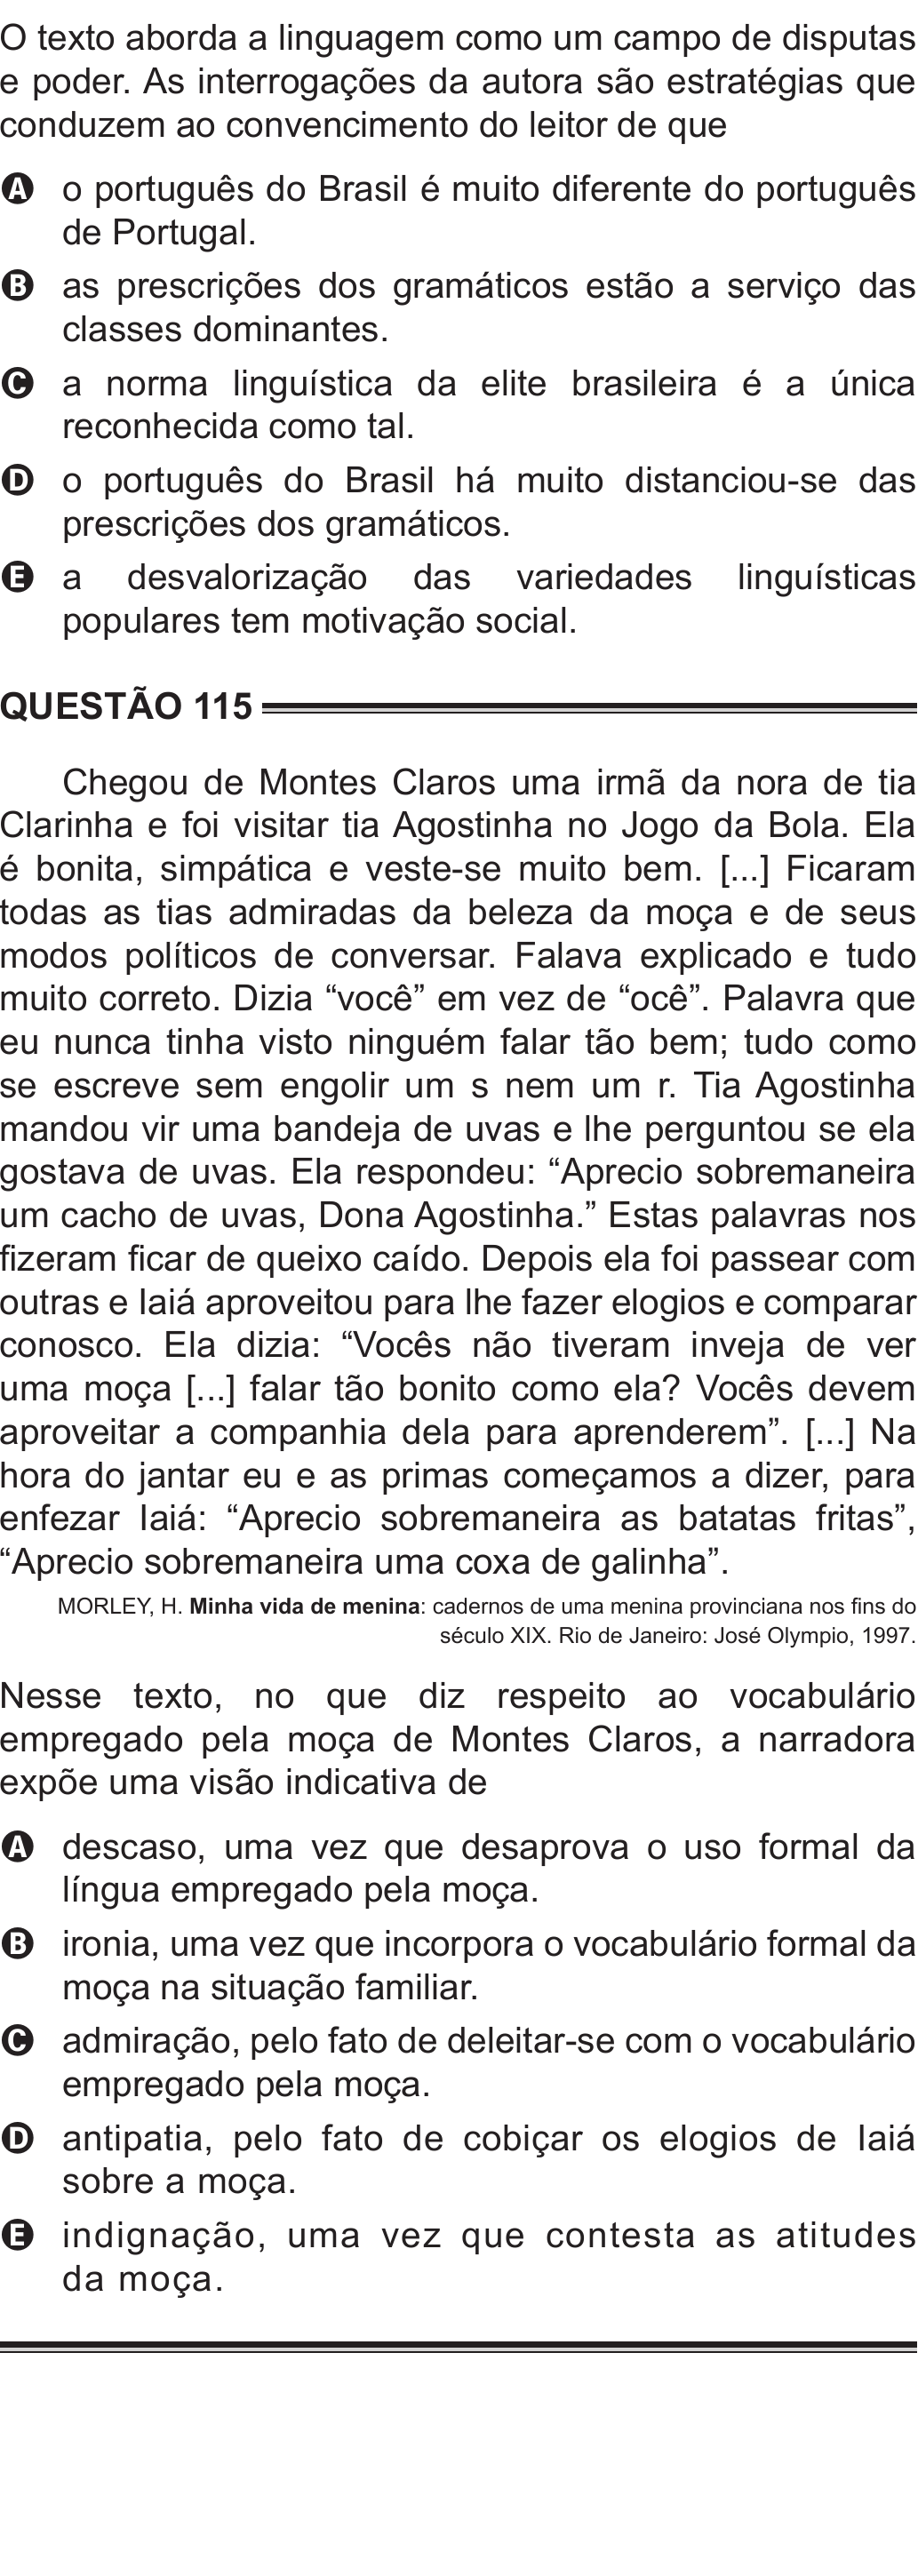 O texto aborda a linguagem como um campo de disputas
e poder. As interrogações da autora são estratégias que
conduzem ao convencimento do leitor de que
A o português do Brasil é muito diferente do português
de Portugal.
B as prescrições dos gramáticos estão a serviço das
classes dominantes.
C a norma linguística da elite brasileira é a única
reconhecida como tal.
D o português do Brasil há muito distanciou-se das
prescrições dos gramáticos.
E a desvalorização das variedades linguísticas
populares tem motivação social.
QUESTÃO 115
Chegou de Montes Claros uma irmã da nora de tia
Clarinha e foi visitar tia Agostinha no Jogo da Bola. Ela
é bonita, simpática e veste-se muito bem. [...] Ficaram
todas as tias admiradas da beleza da moça e de seus
modos políticos de conversar. Falava explicado e tudo
muito correto. Dizia “você” em vez de “ocê”. Palavra que
eu nunca tinha visto ninguém falar tão bem; tudo como
se escreve sem engolir um s nem um r. Tia Agostinha
mandou vir uma bandeja de uvas e lhe perguntou se ela
gostava de uvas. Ela respondeu: “Aprecio sobremaneira
um cacho de uvas, Dona Agostinha.” Estas palavras nos
fizeram ficar de queixo caído. Depois ela foi passear com
outras e Iaiá aproveitou para lhe fazer elogios e comparar
conosco. Ela dizia: “Vocês não tiveram inveja de ver
uma moça [...] falar tão bonito como ela? Vocês devem
aproveitar a companhia dela para aprenderem”. [...] Na
hora do jantar eu e as primas começamos a dizer, para
enfezar Iaiá: “Aprecio sobremaneira as batatas fritas”,
“Aprecio sobremaneira uma coxa de galinha”.
MORLEY, H. Minha vida de menina: cadernos de uma menina provinciana nos fins do
século XIX. Rio de Janeiro: José Olympio, 1997.
Nesse texto, no que diz respeito ao vocabulário
empregado pela moça de Montes Claros, a narradora
expõe uma visão indicativa de
A descaso, uma vez que desaprova o uso formal da
língua empregado pela moça.
B ironia, uma vez que incorpora o vocabulário formal da
moça na situação familiar.
C admiração, pelo fato de deleitar-se com o vocabulário
empregado pela moça.
D antipatia, pelo fato de cobiçar os elogios de Iaiá
sobre a moça.
E indignação, uma vez que contesta as atitudes
da moça.